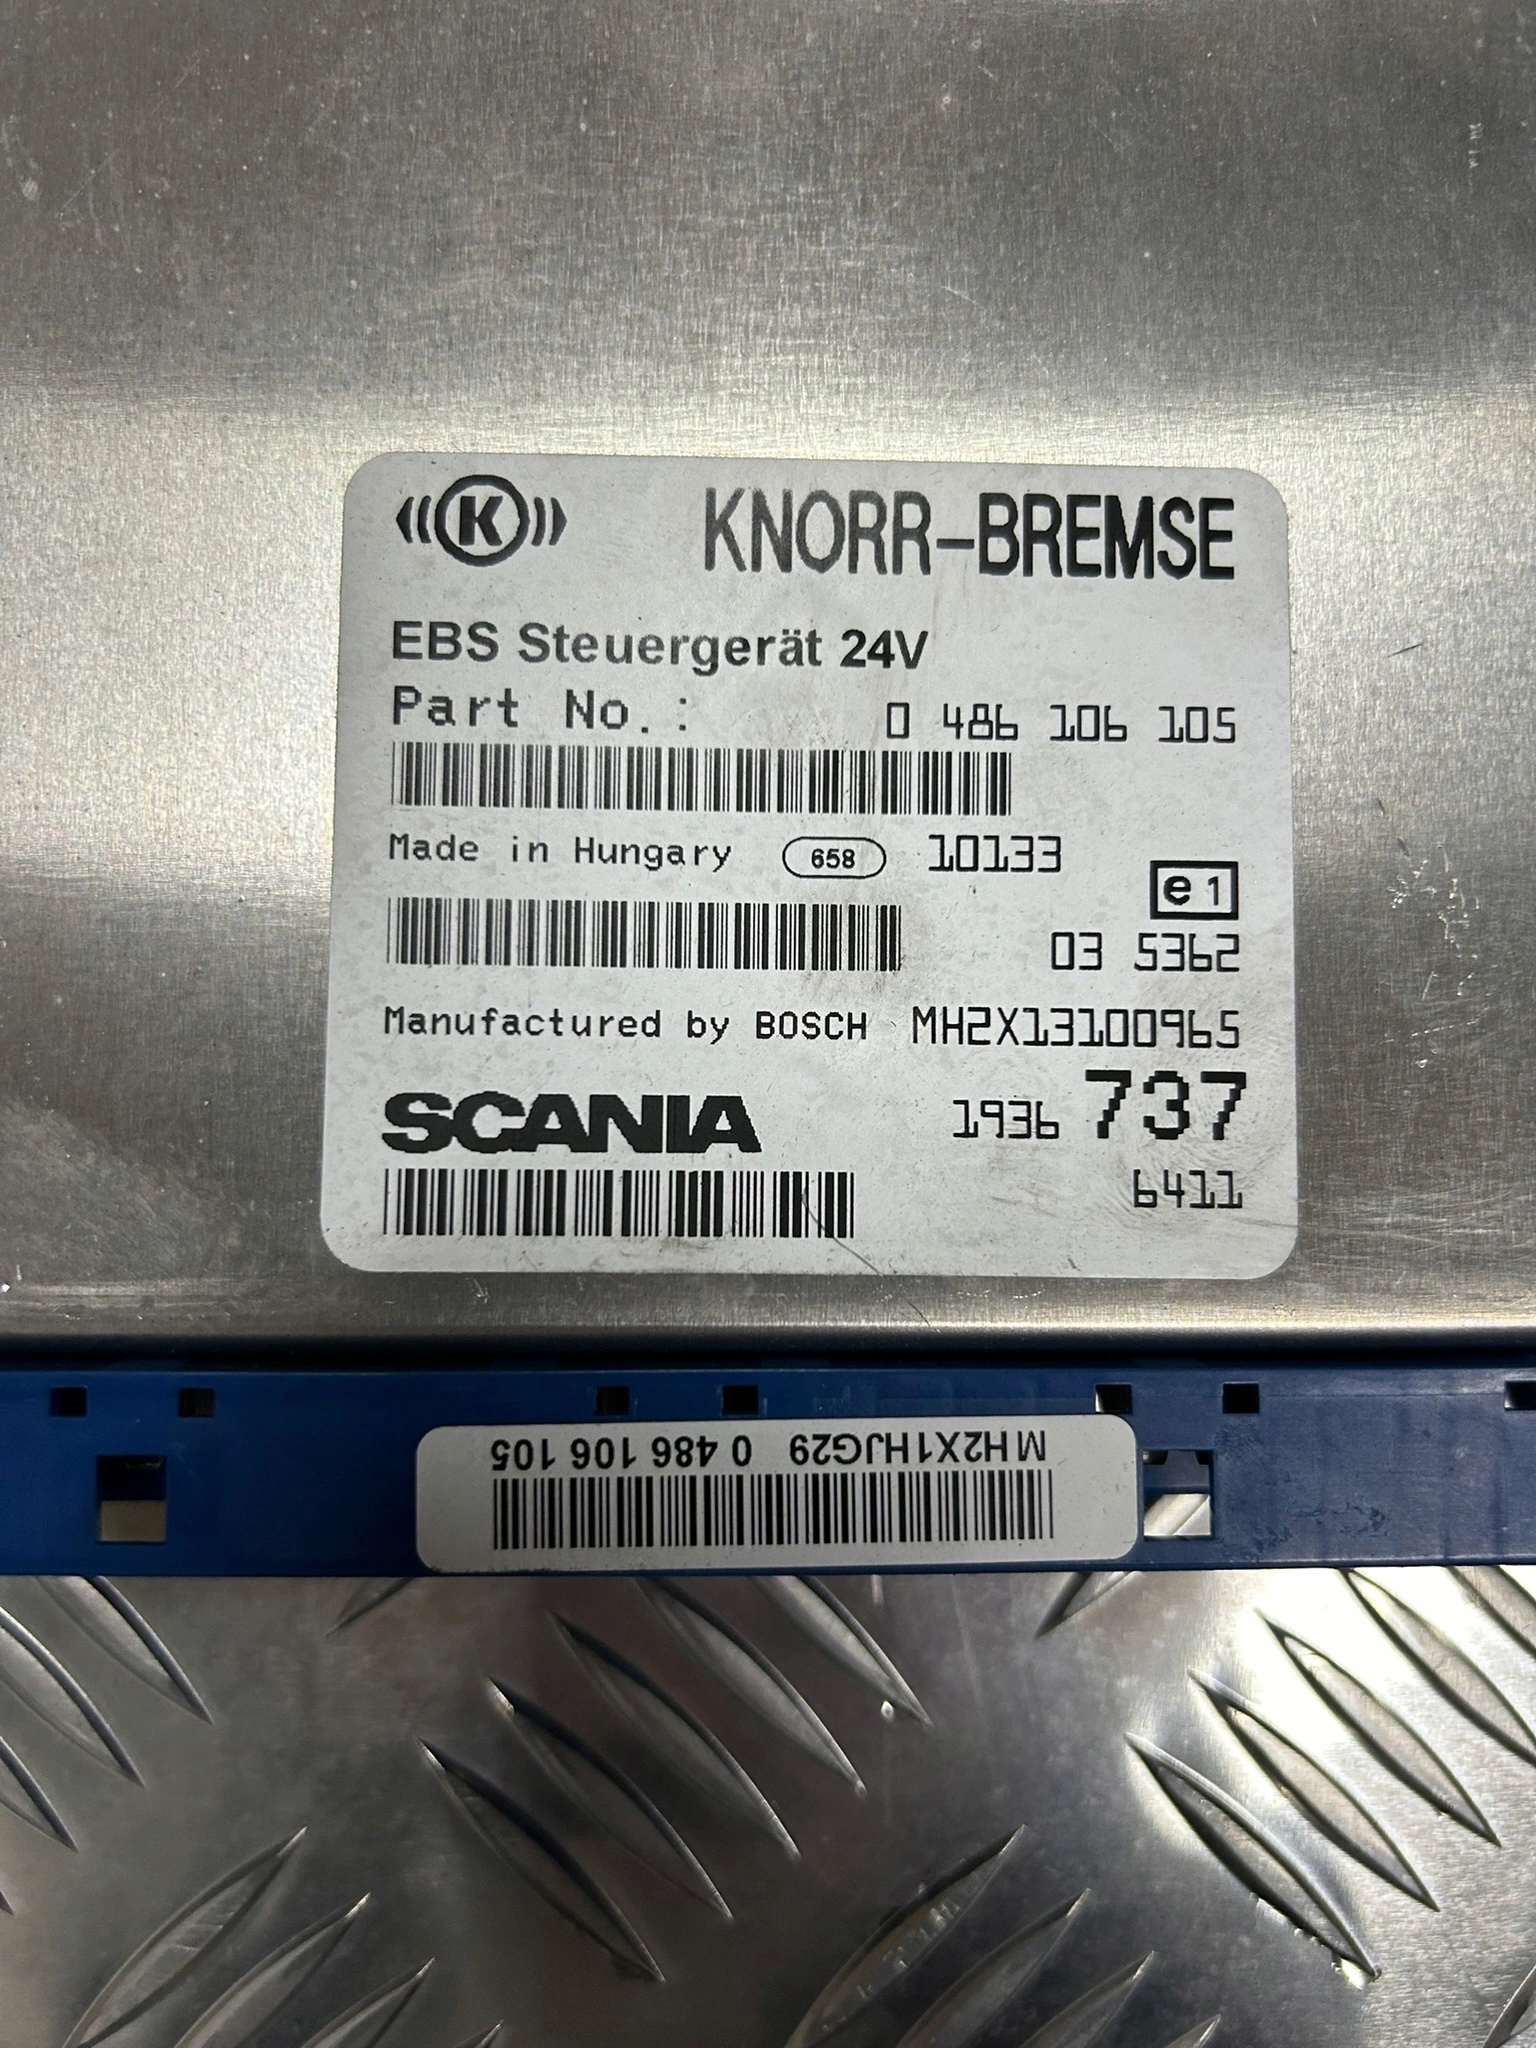 K KNORR-BREMSE
EBS Steuergerät 24V
Part No.: 0 486 106 105
Made in Hungary 658 10133
e1
03 5362
Manufactured by BOSCH MH2X13100965
SCANIA 1936 737
6411
MH2X1HJG29 0 486 106 105